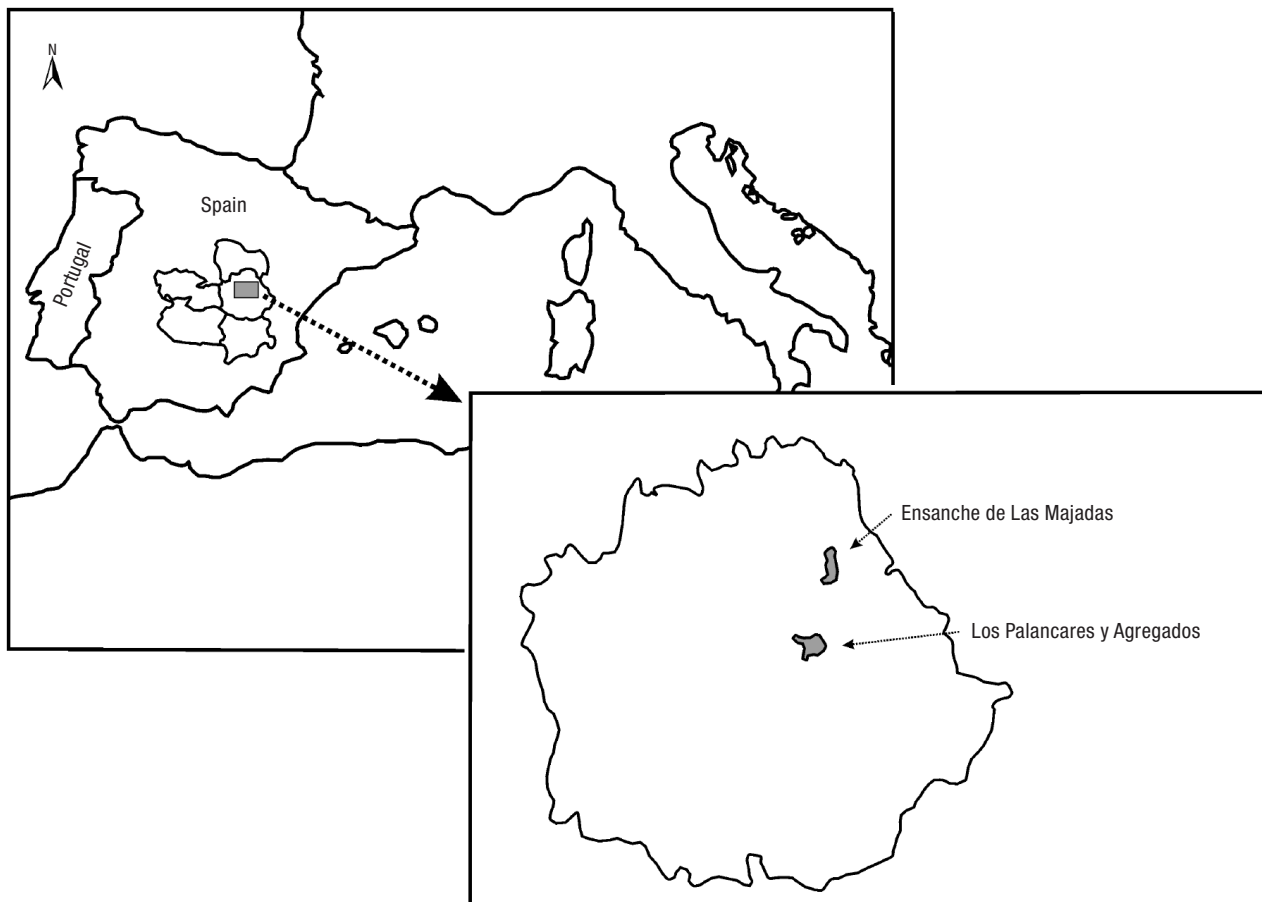 N
Spain
Portugal
Ensanche de Las Majadas
Los Palancares y Agregados